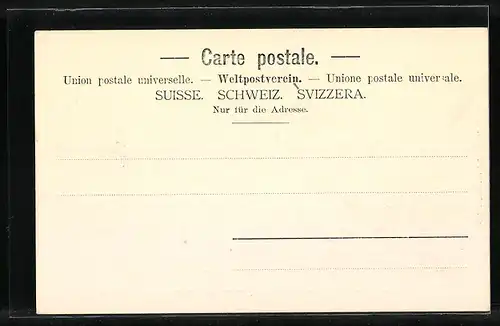 — Carte postale. —
Union postale universelle. — Weltpostverein. — Unione postale universale.
SUISSE. SCHWEIZ. SVIZZERA.
Nur für die Adresse.